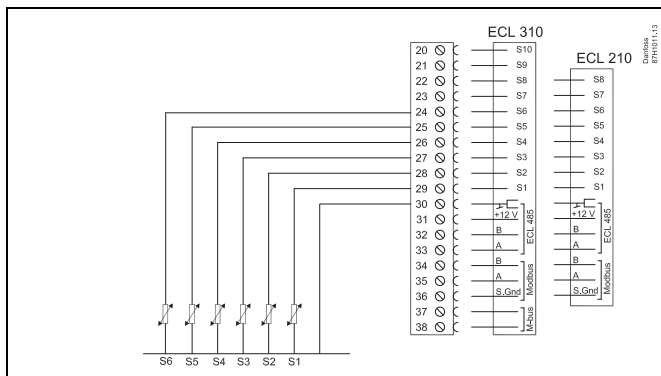 ECL 310
ECL 210
Danfoss
87H1011.13
20 S10
21 S9
22 S8 S8
23 S7 S7
24 S6 S6
25 S5 S5
26 S4 S4
27 S3 S3
28 S2 S2
29 S1 S1
30
31 +12 V +12 V
32 B B
33 A A
ECL 485 ECL 485
34 B B
35 A A
36 S.Gnd S.Gnd
Modbus Modbus
37
38
M-bus
S6 S5 S4 S3 S2 S1